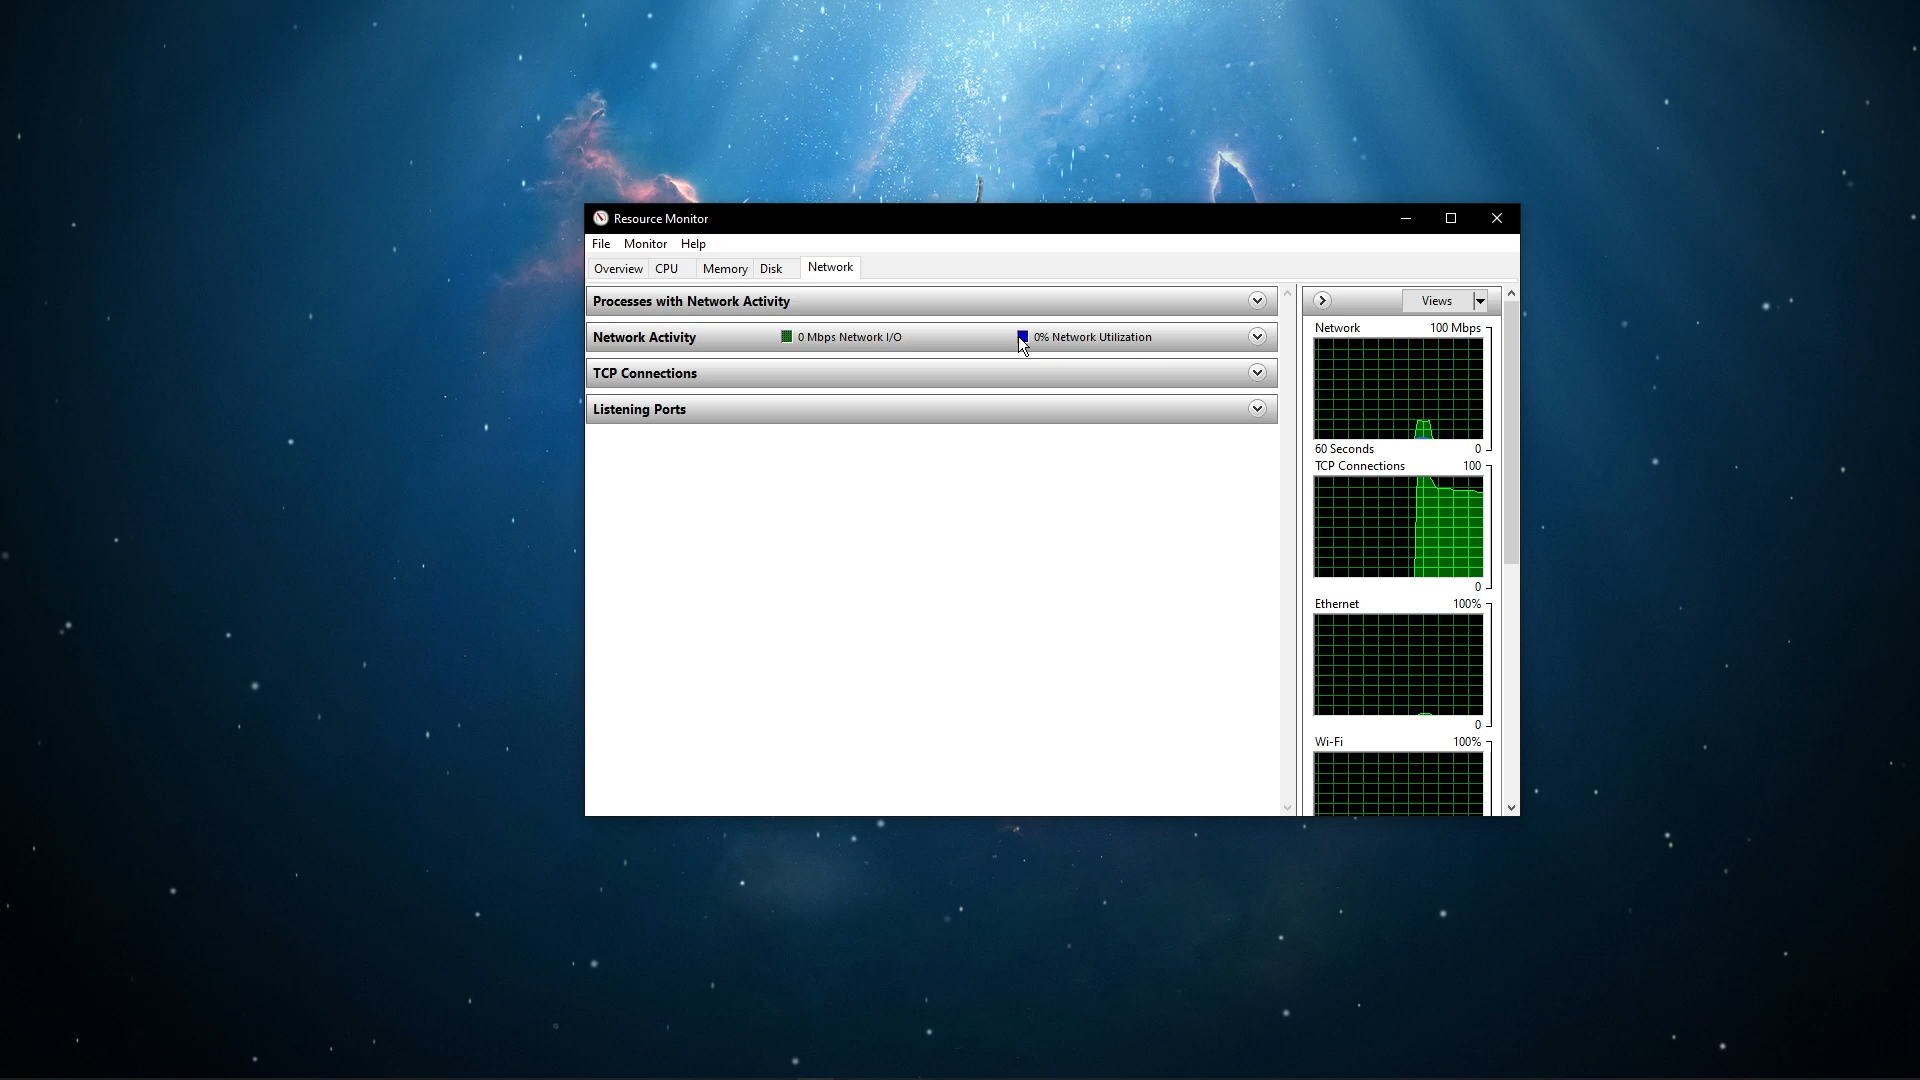 Resource Monitor
File Monitor Help
Overview CPU Memory Disk Network
Processes with Network Activity
Views
Network Activity 0 Mbps Network I/O 0% Network Utilization
TCP Connections
Listening Ports
Network 100 Mbps
60 Seconds 0
TCP Connections 100
0
Ethernet 100%
0
Wi-Fi 100%